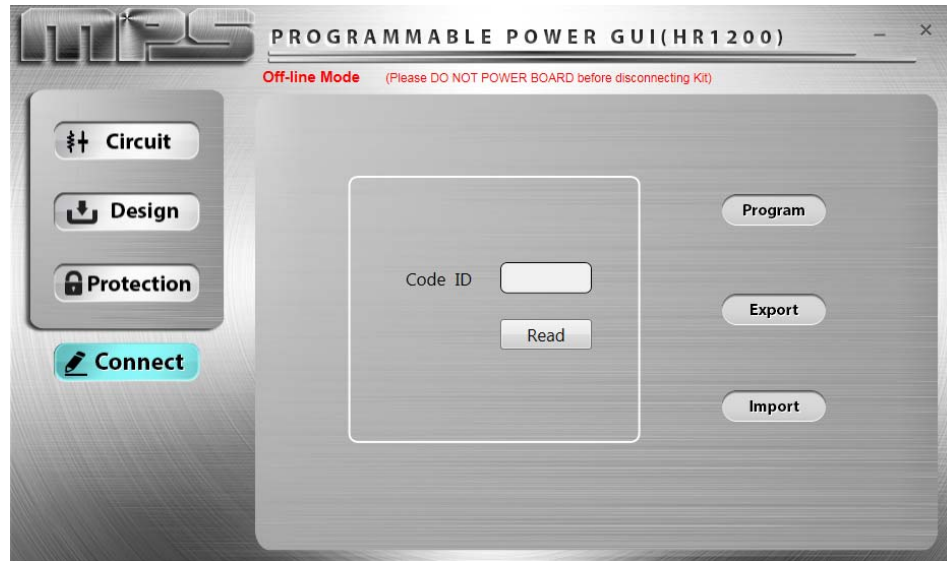 MPS
PROGRAMMABLE POWER GUI(HR1200)
Off-line Mode (Please DO NOT POWER BOARD before disconnecting Kit)
Circuit
Design
Protection
Connect
Code ID
Read
Program
Export
Import